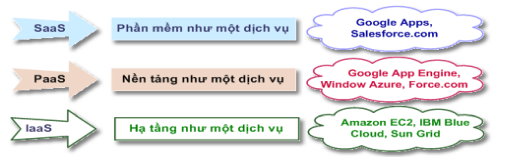 SaaS
Phần mềm như một dịch vụ
Google Apps,
Salesforce.com
PaaS
Nền tăng như một dịch vụ
Google App Engine,
Window Azure, Force.com
IaaS
Hạ tầng như một dịch vụ
Amazon EC2, IBM Blue
Cloud, Sun Grid